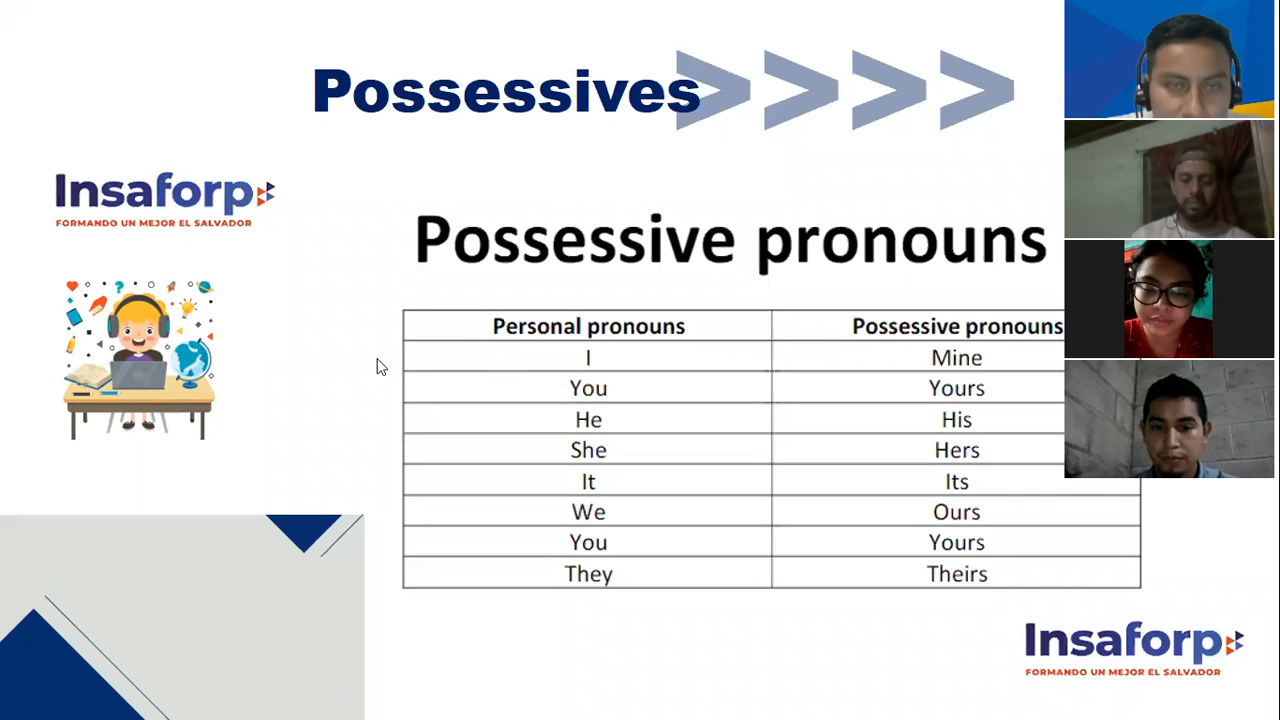 Possessives
Insaforp
FORMANDO UN MEJOR EL SALVADOR
Possessive pronouns
Personal pronouns Possessive pronouns
I Mine
You Yours
He His
She Hers
It Its
We Ours
You Yours
They Theirs
Insaforp
FORMANDO UN MEJOR EL SALVADOR